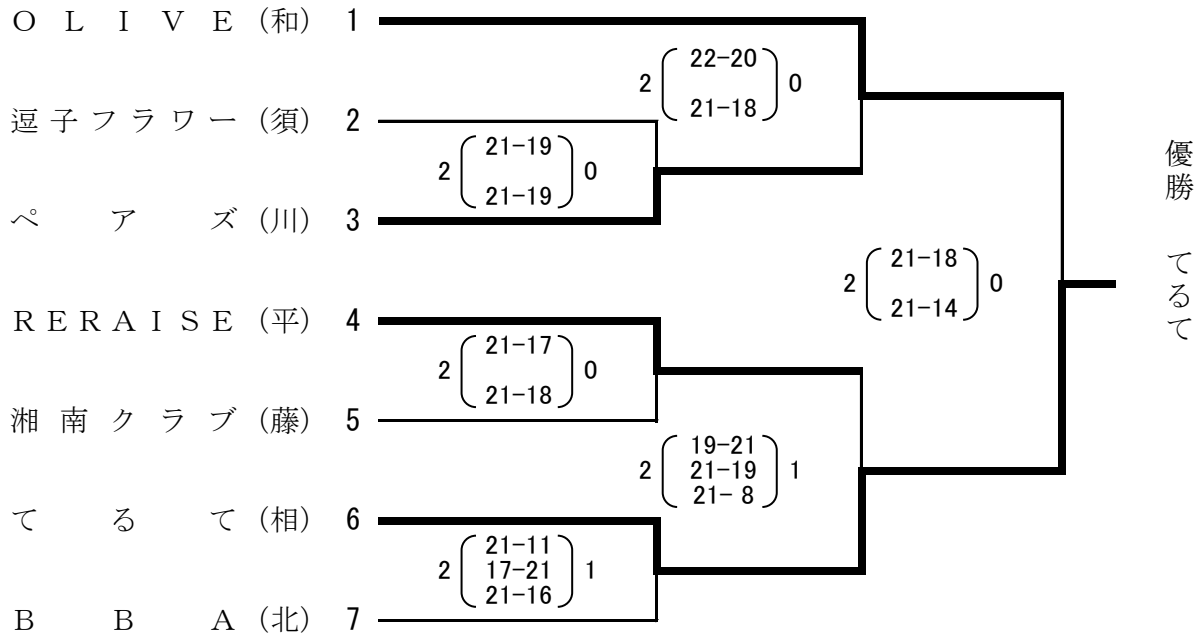 ＯＬＩＶＥ（和） 1
2 22-20 0
21-18
逗子フラワー（須） 2
2 21-19 0
21-19
ペアズ（川） 3
2 21-18 0
21-14
ＲＥＲＡＩＳＥ（平） 4
2 21-17 0
21-18
湘南クラブ（藤） 5
19-21
2 21-19 1
21- 8
てるて（相） 6
21-11
2 17-21 1
21-16
ＢＢＡ（北） 7
優勝 てるて